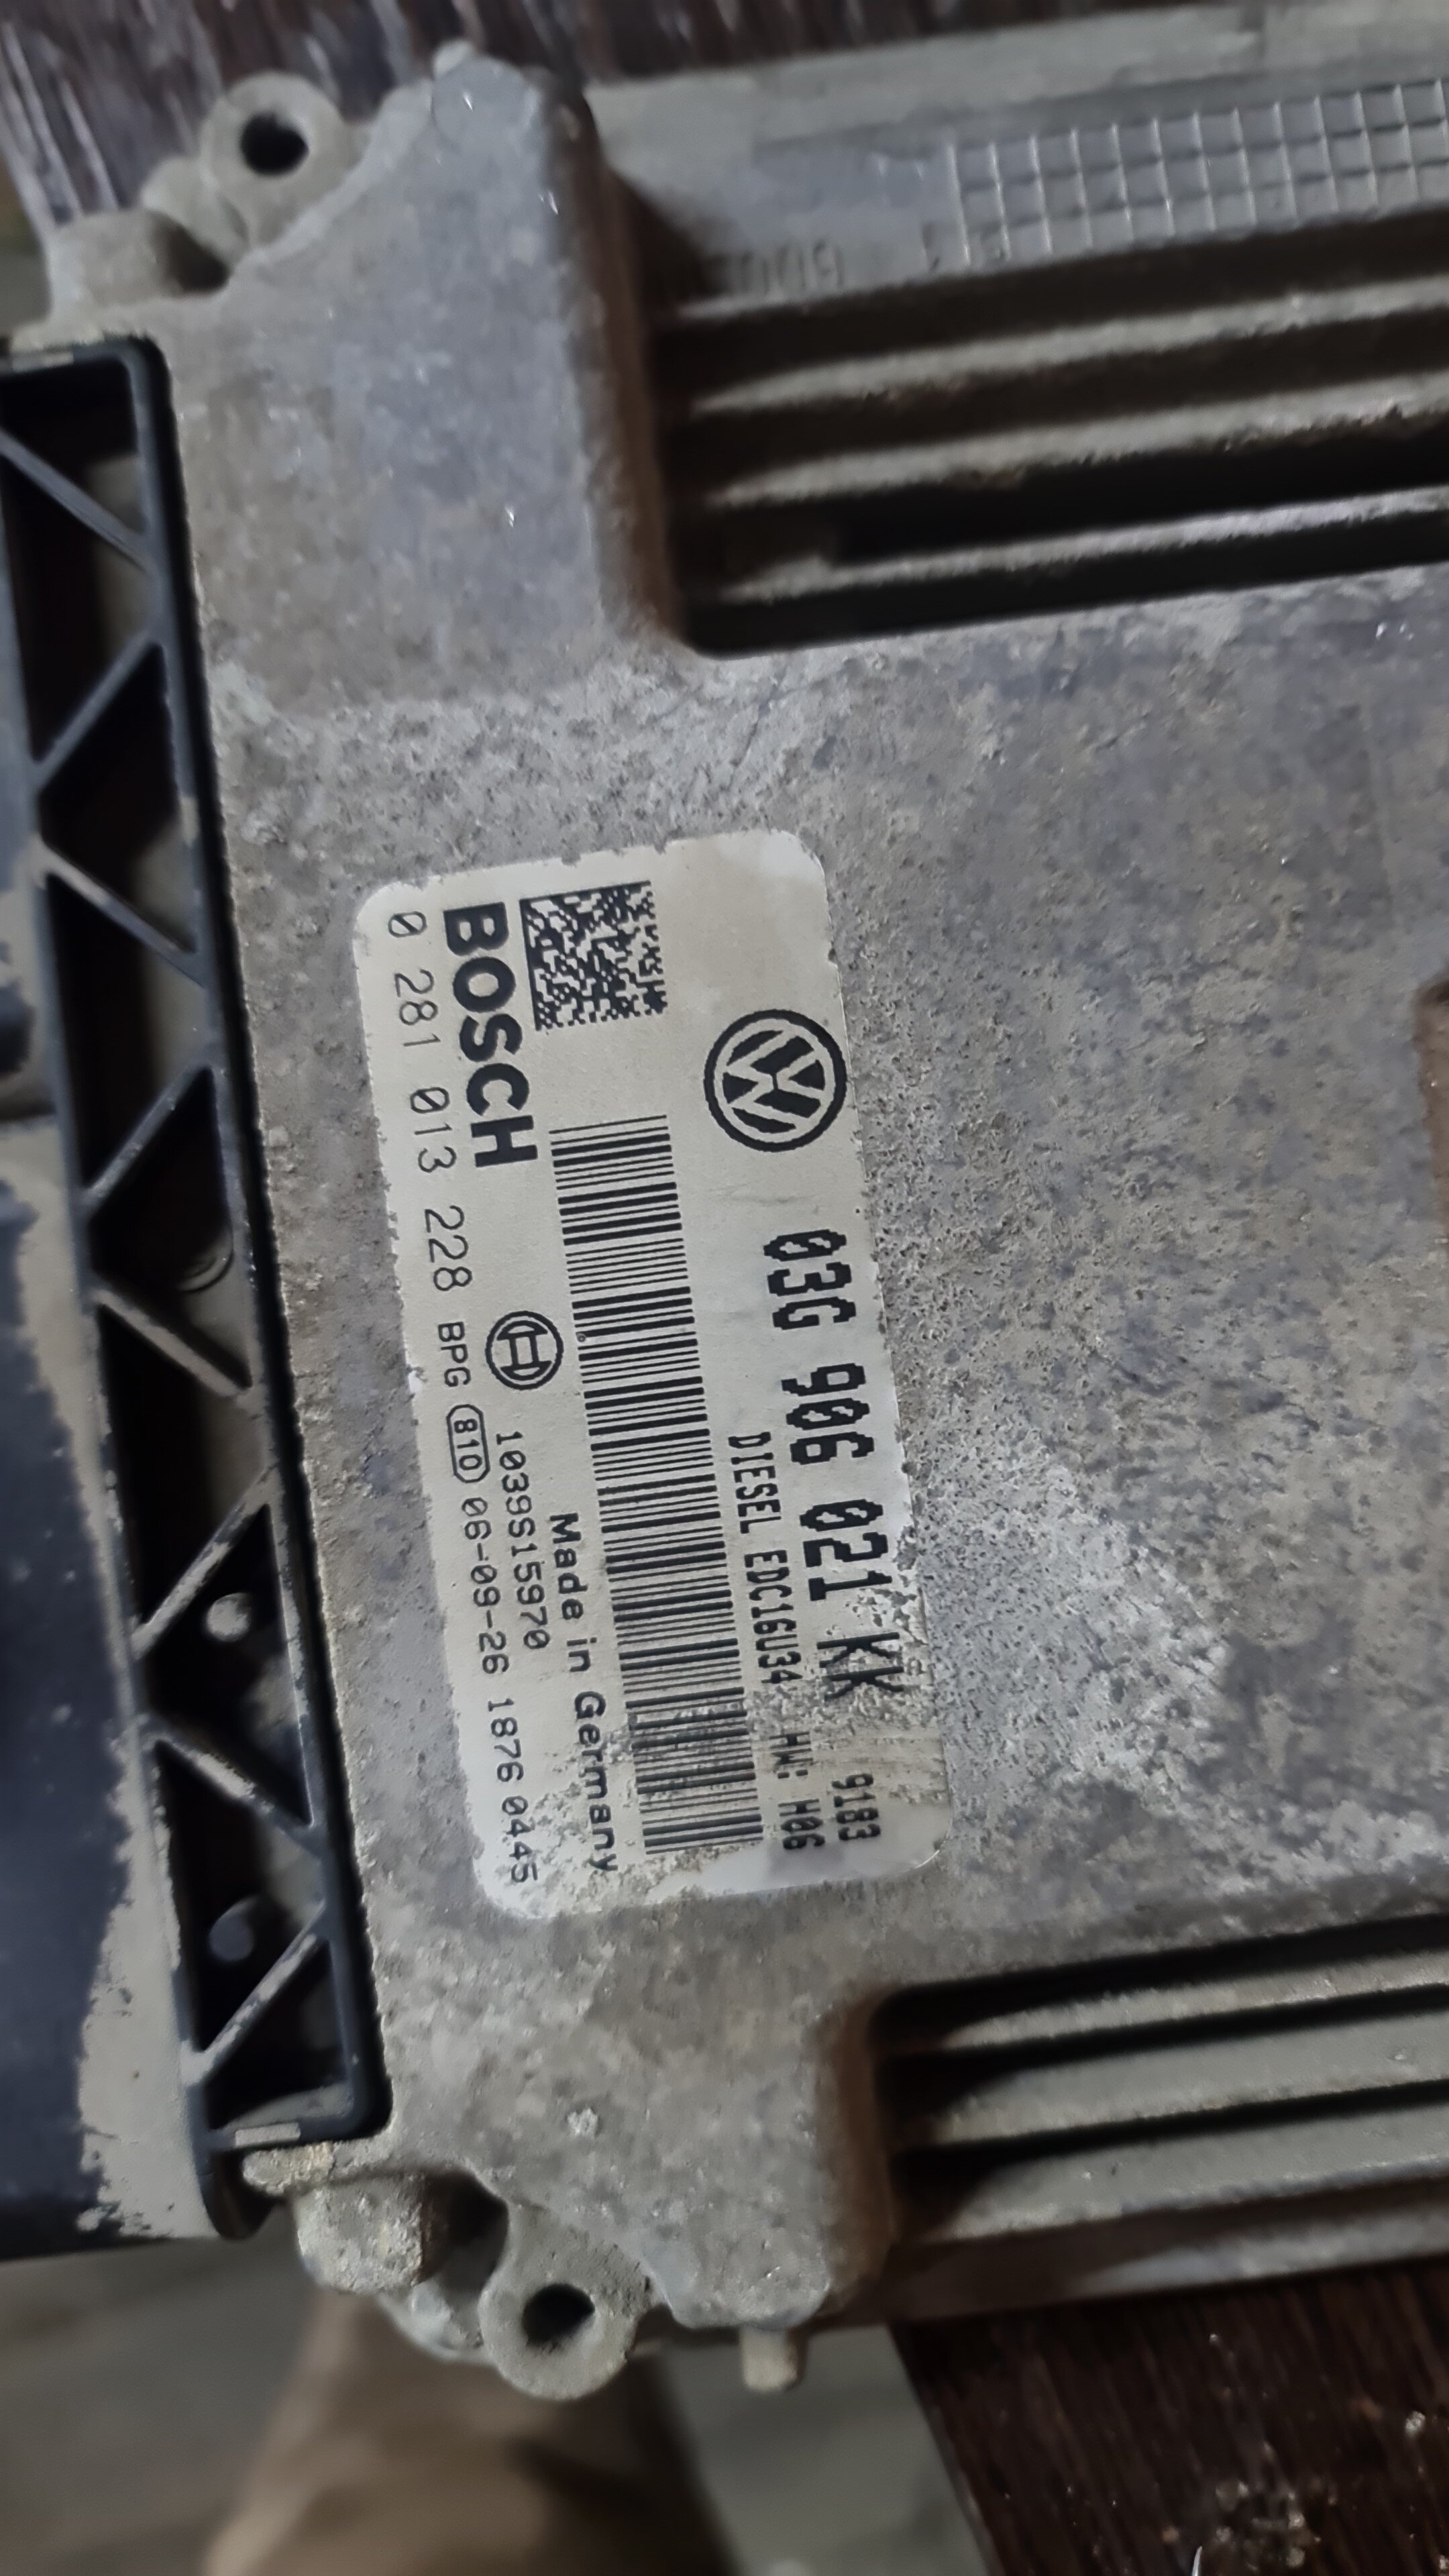 03G 906 021 KK 9183
DIESEL EDC16U34 HW: H06
Made in Germany
BOSCH 1039S15970
0 281 013 228 BPG 810 06-09-26 1876 0445